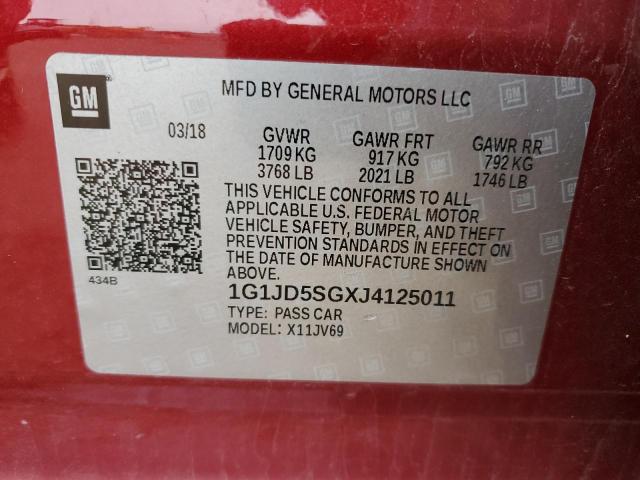 GM
MFD BY GENERAL MOTORS LLC
03/18 GVWR GAWR FRT GAWR RR
1709 KG 917 KG 792 KG
3768 LB 2021 LB 1746 LB
THIS VEHICLE CONFORMS TO ALL
APPLICABLE U.S. FEDERAL MOTOR
VEHICLE SAFETY, BUMPER, AND THEFT
PREVENTION STANDARDS IN EFFECT ON
THE DATE OF MANUFACTURE SHOWN
ABOVE.
434B
1G1JD5SGXJ4125011
TYPE: PASS CAR
MODEL: X11JV69